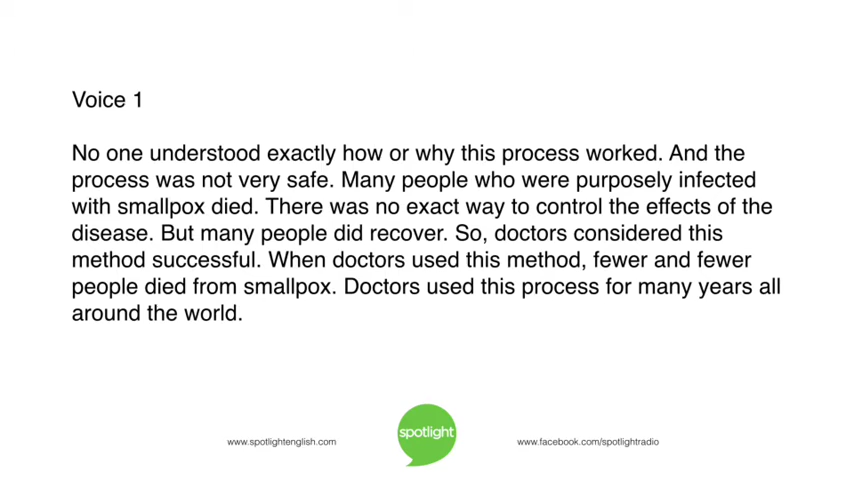 Voice 1
No one understood exactly how or why this process worked. And the
process was not very safe. Many people who were purposely infected
with smallpox died. There was no exact way to control the effects of the
disease. But many people did recover. So, doctors considered this
method successful. When doctors used this method, fewer and fewer
people died from smallpox. Doctors used this process for many years all
around the world.
spotlight
www.spotlightenglish.com
www.facebook.com/spotlightradio